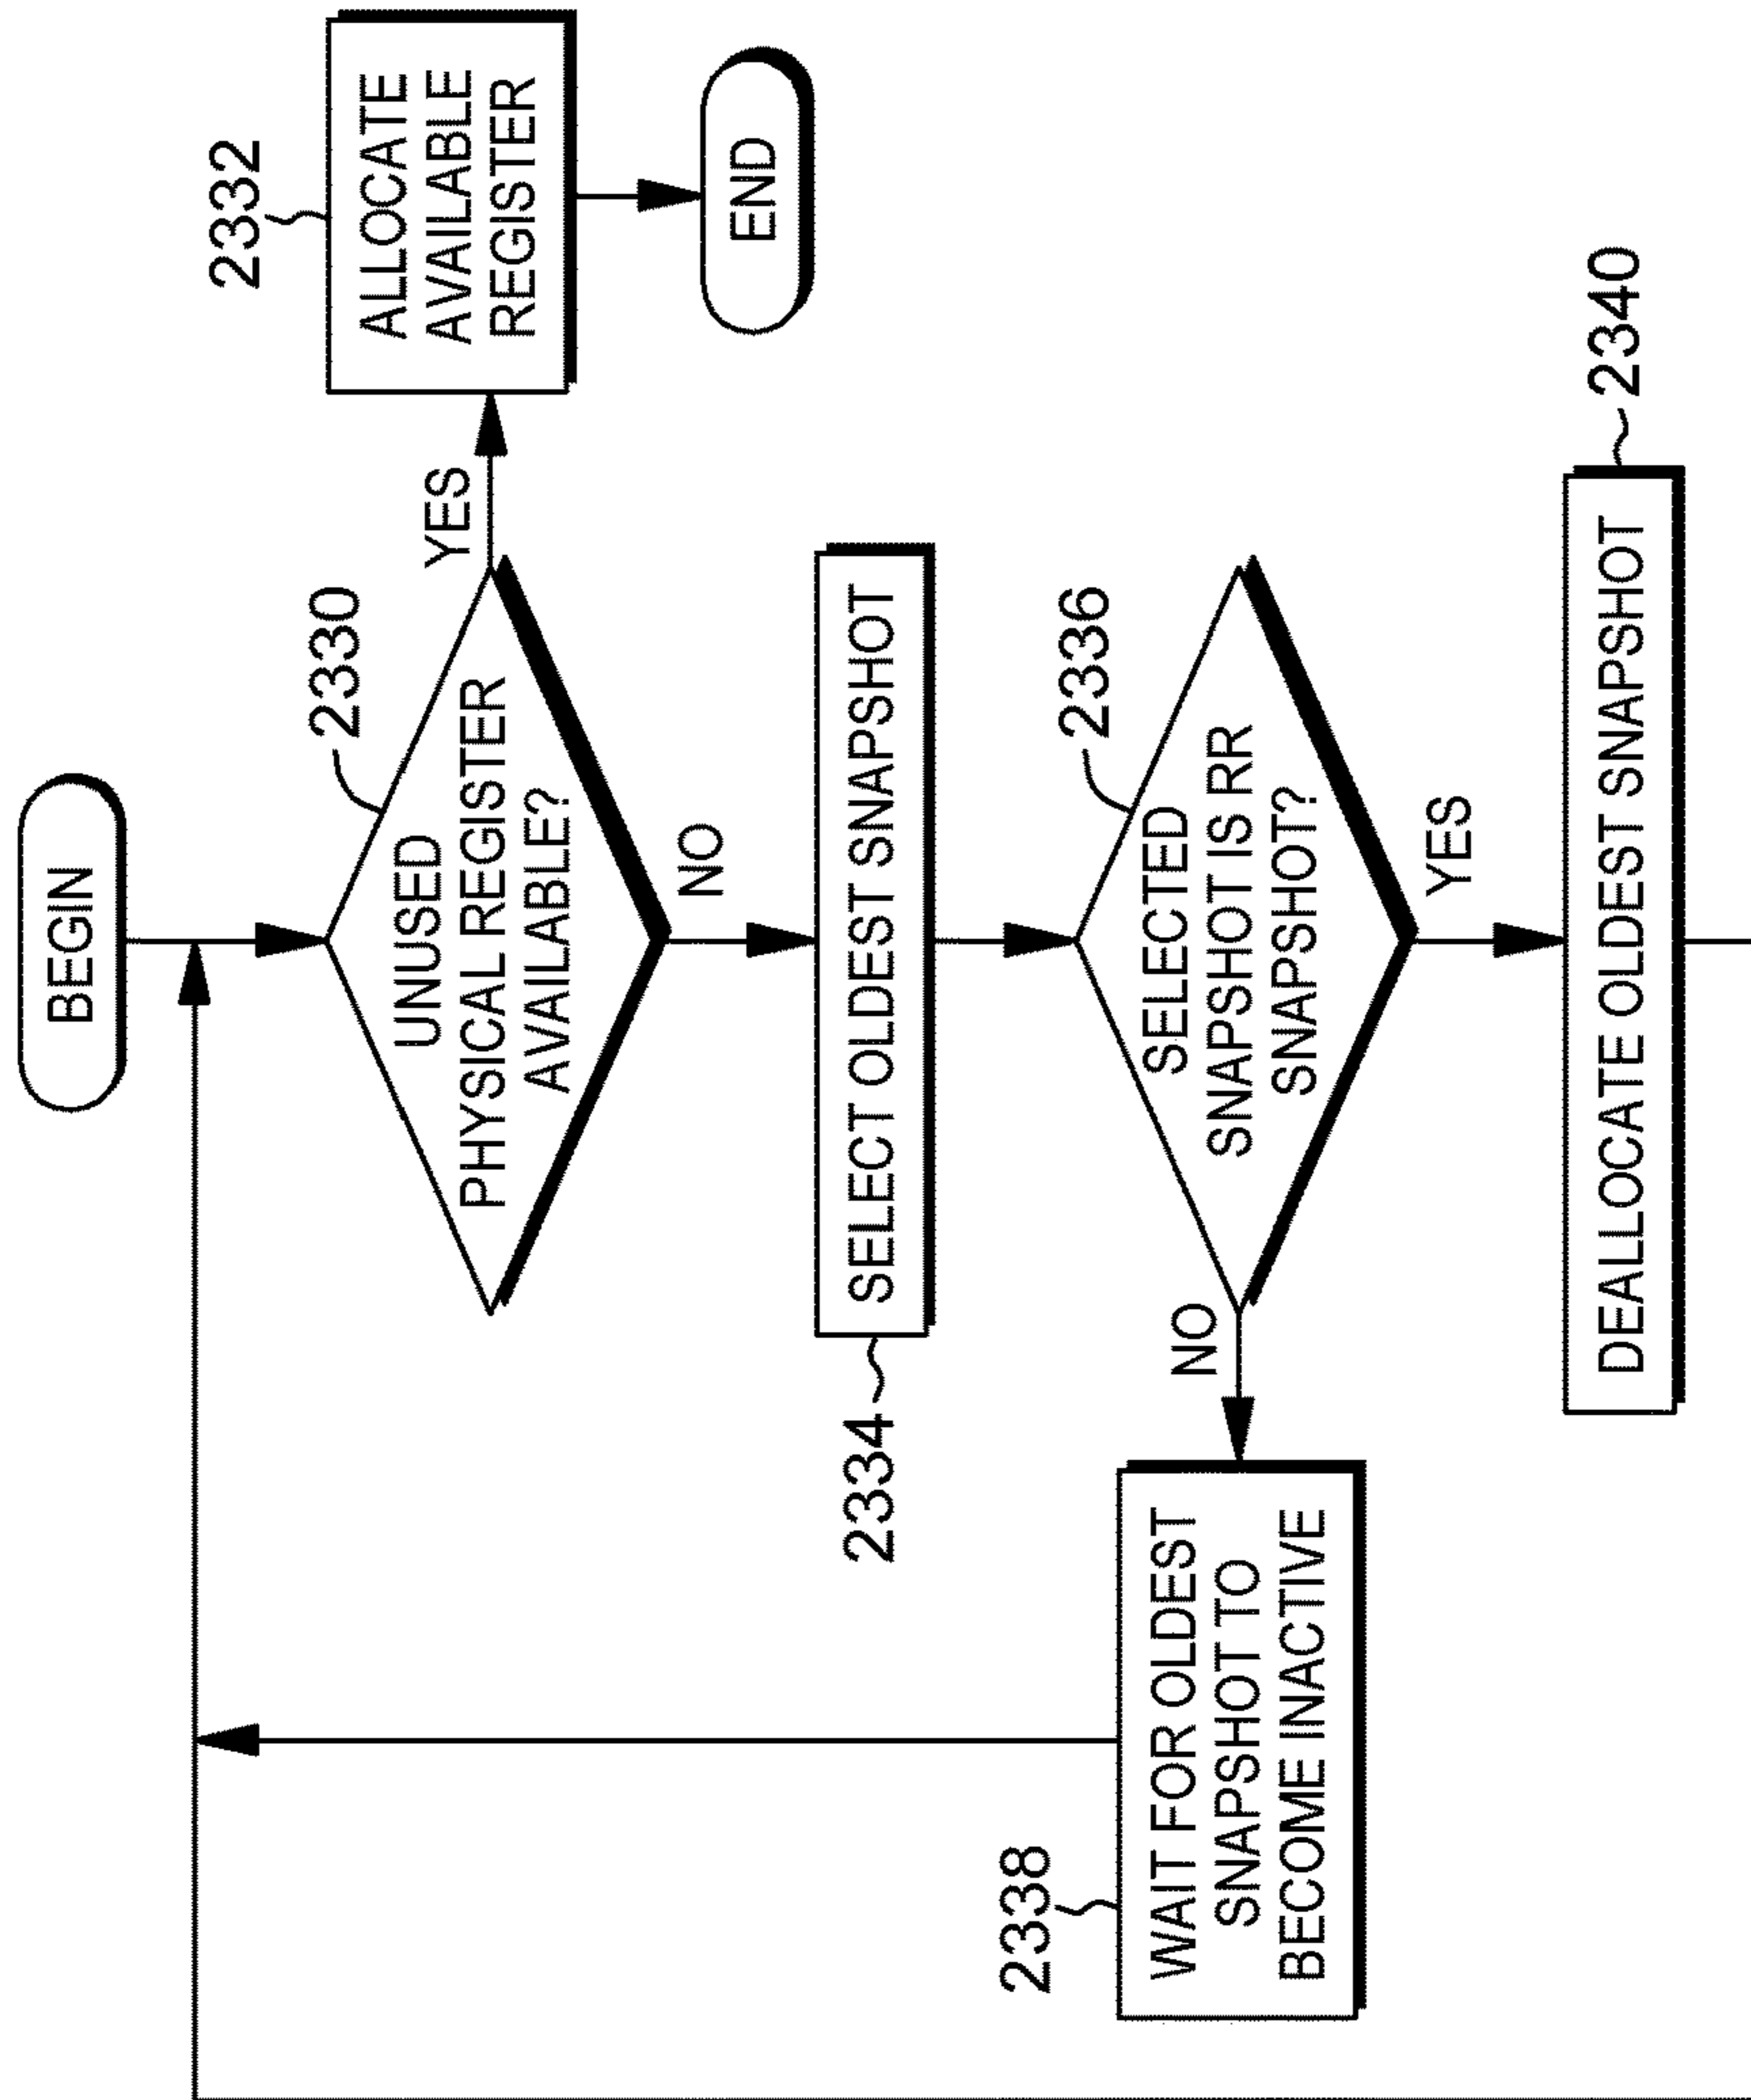 BEGIN
2330
UNUSED
PHYSICAL REGISTER
AVAILABLE?
YES
2332
ALLOCATE
AVAILABLE
REGISTER
END
NO
2334
SELECT OLDEST SNAPSHOT
2336
SELECTED
SNAPSHOT IS RR
SNAPSHOT?
NO
2338
WAIT FOR OLDEST
SNAPSHOT TO
BECOME INACTIVE
YES
2340
DEALLOCATE OLDEST SNAPSHOT